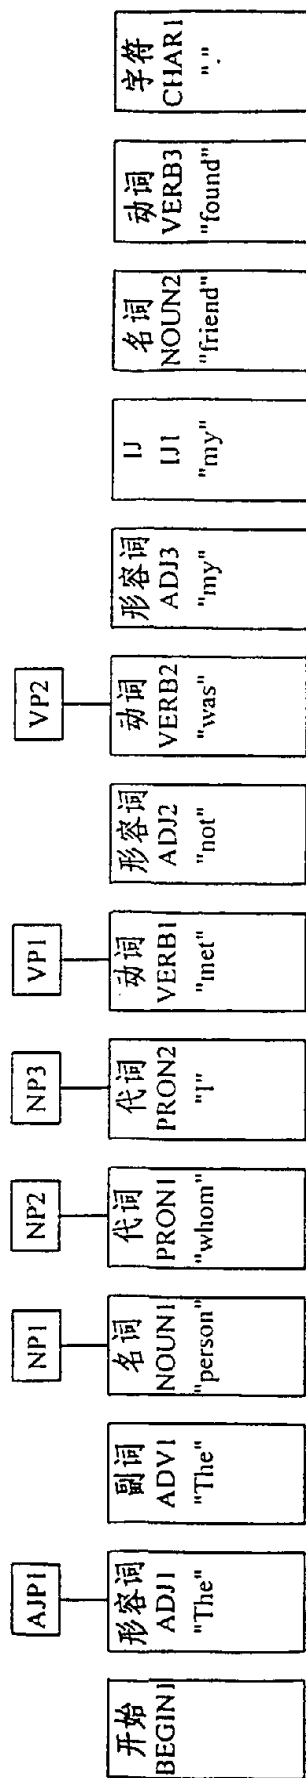 AJP1
NP1
NP2
NP3
VP1
VP2
开始
BEGIN1
形容词
ADJ1
"The"
副词
ADV1
"The"
名词
NOUN1
"person"
代词
PRON1
"whom"
代词
PRON2
"I"
动词
VERB1
"met"
形容词
ADJ2
"not"
动词
VERB2
"was"
形容词
ADJ3
"my"
IJ
IJ1
"my"
名词
NOUN2
"friend"
动词
VERB3
"found"
字符
CHAR1
"."